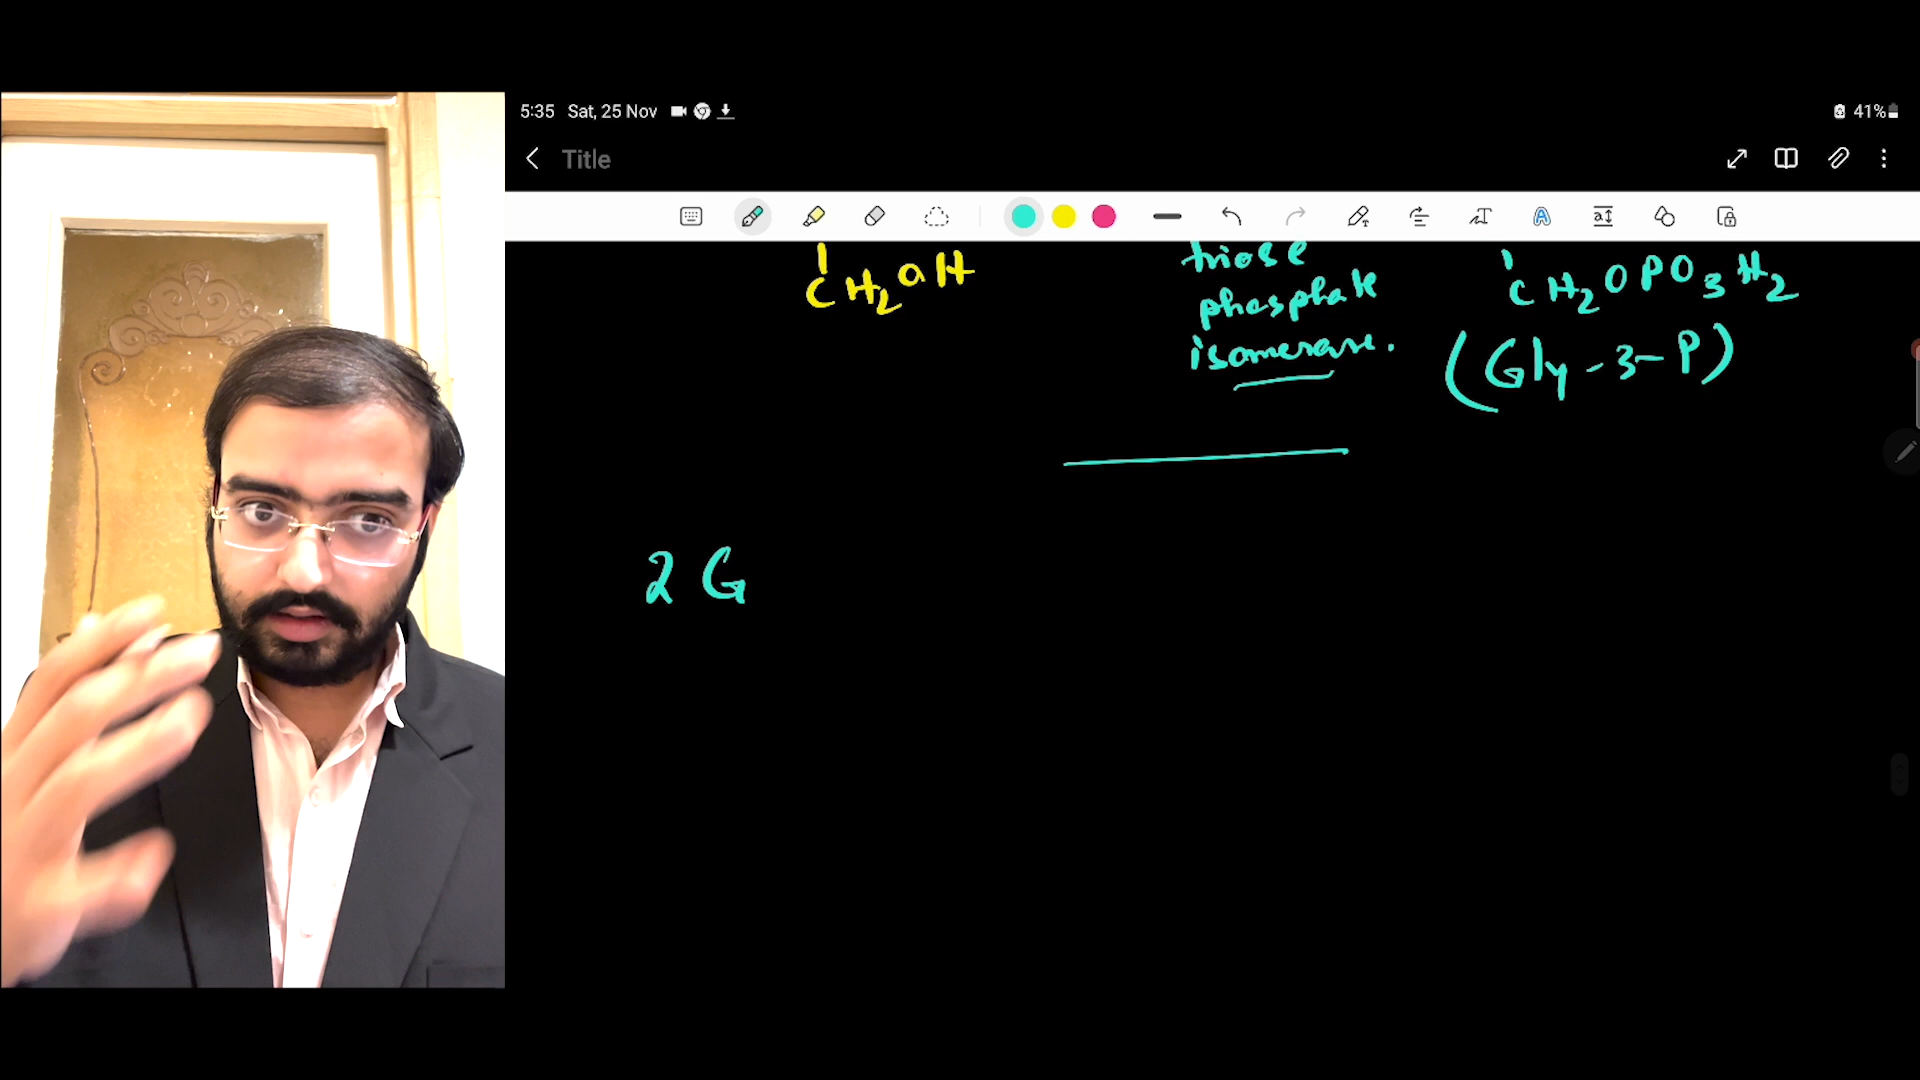 5:35 Sat, 25 Nov
41%
Title
CH2OH
triose
phosphate
isomerase.
CH2OPO3H2
(Gly-3-P)
2 G